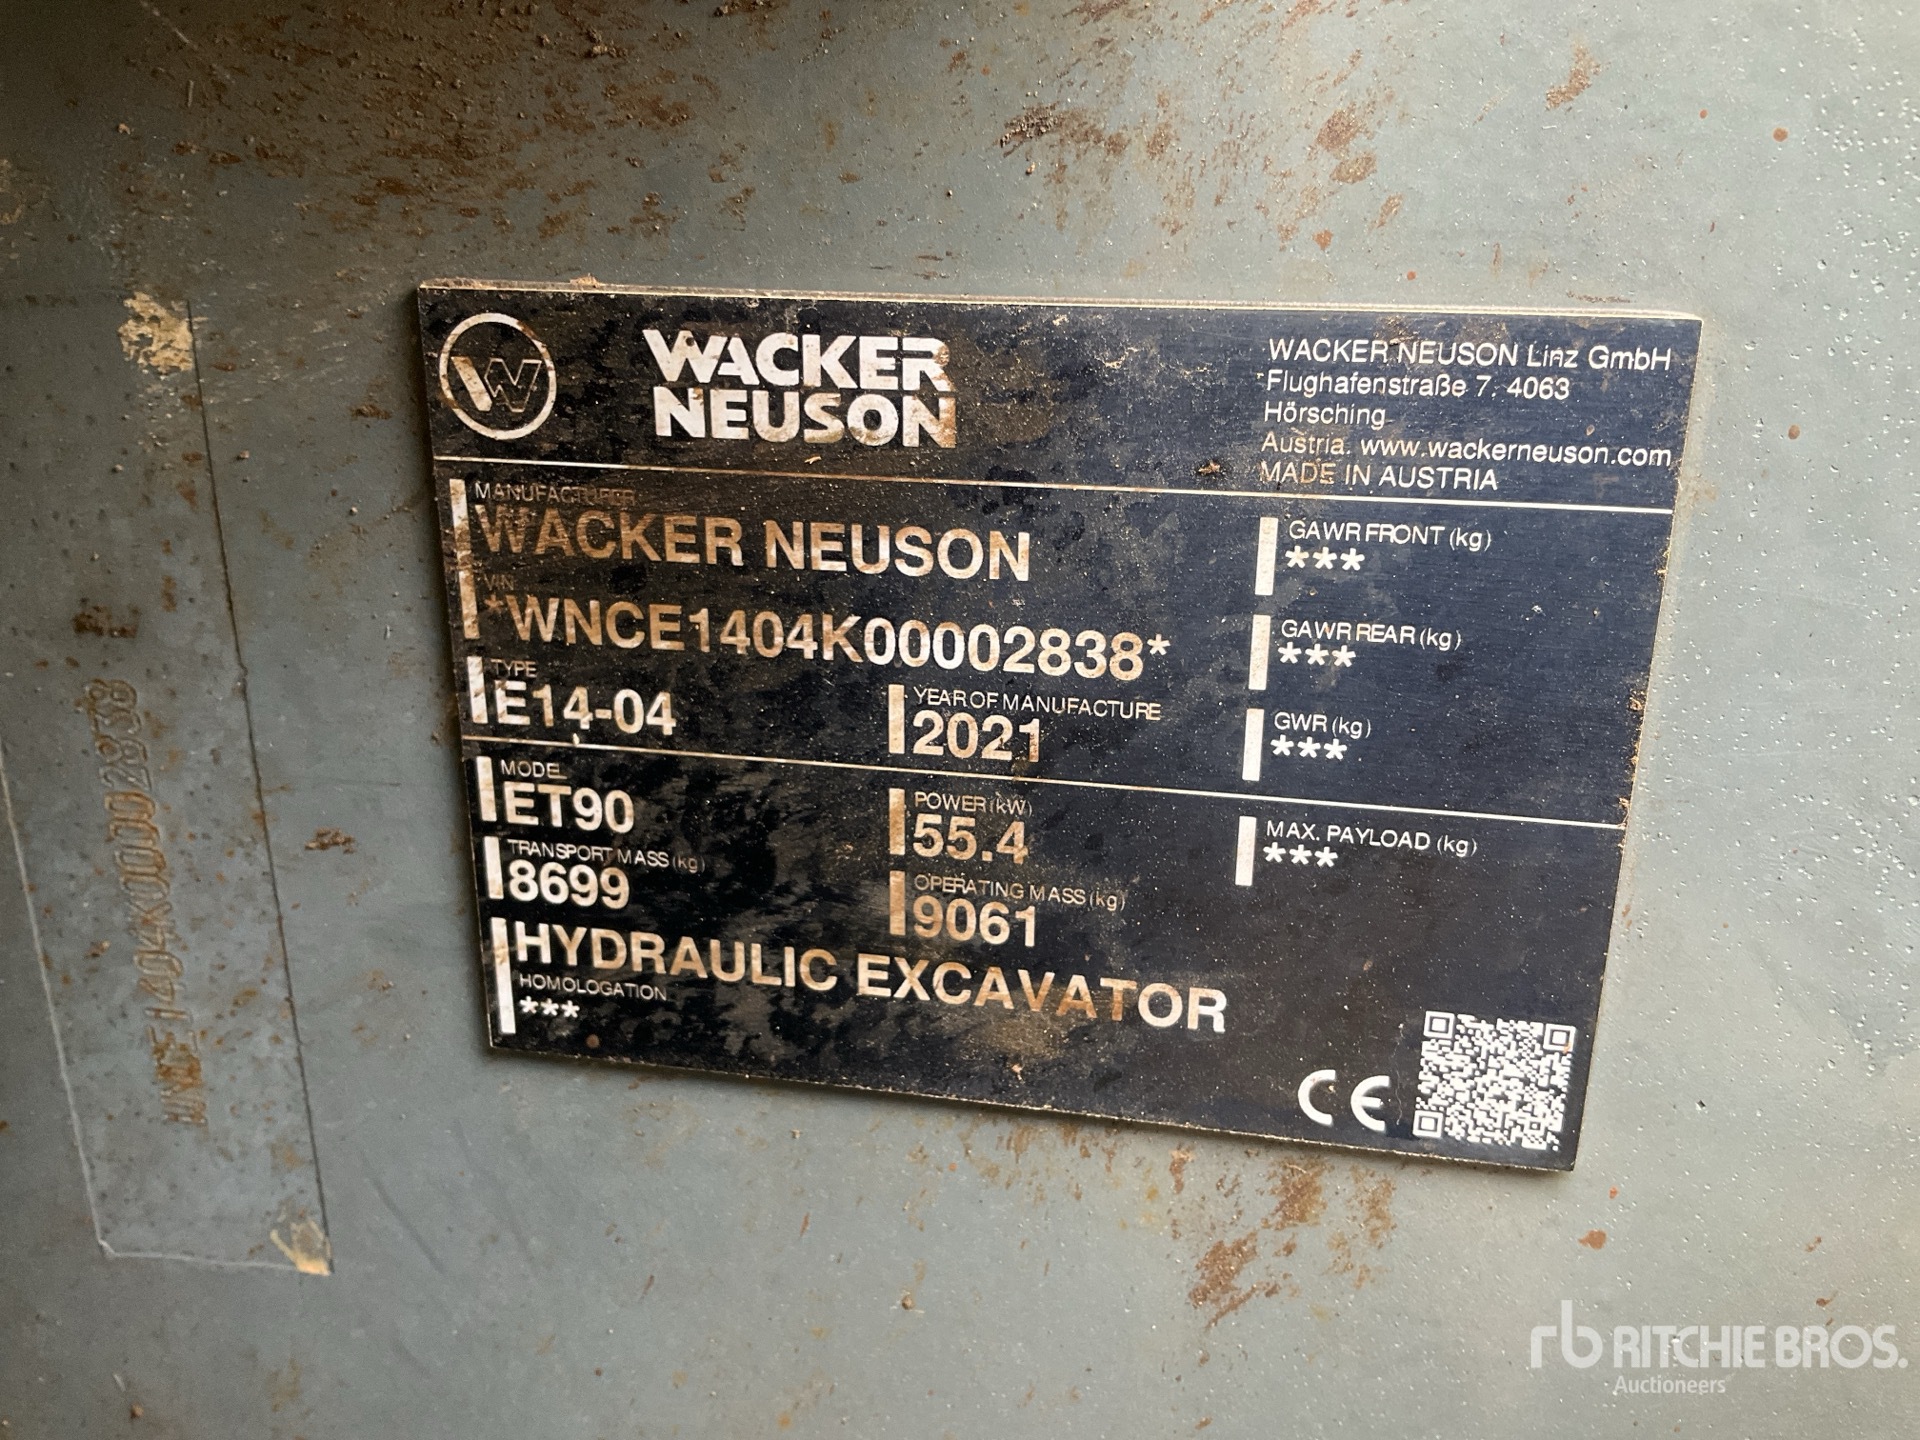 WACKER
NEUSON
WACKER NEUSON Linz GmbH
Flughafenstraße 7, 4063
Hörsching
Austria. www.wackerneuson.com
MADE IN AUSTRIA
MANUFACTURER
WACKER NEUSON
VIN
*WNCE1404K00002838*
TYPE
E14-04
YEAR OF MANUFACTURE
2021
MODEL
ET90
POWER (kW)
55.4
TRANSPORT MASS (kg)
8699
OPERATING MASS (kg)
9061
HYDRAULIC EXCAVATOR
HOMOLOGATION
***
GAWR FRONT (kg)
***
GAWR REAR (kg)
***
GWR (kg)
***
MAX. PAYLOAD (kg)
***
CE
WNCE1404K00002838
rb RITCHIE BROS.
Auctioneers